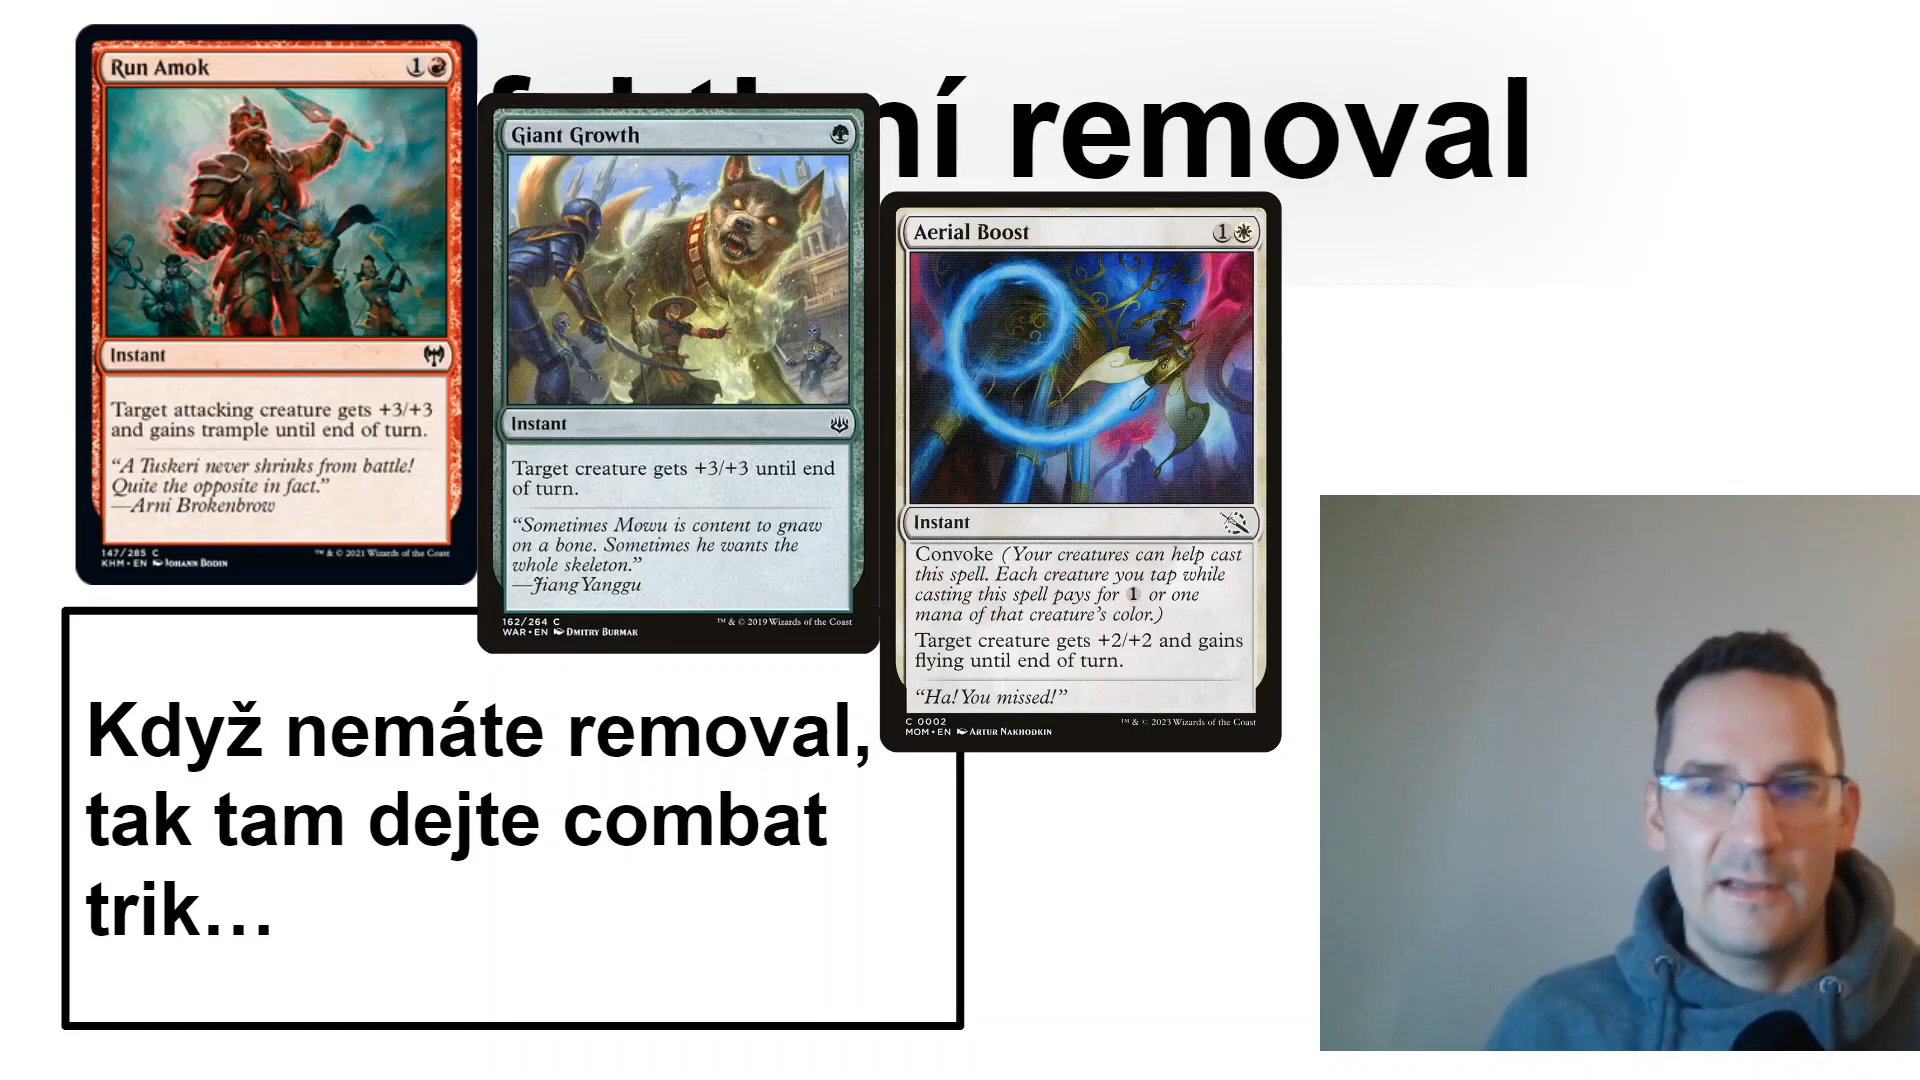 Run Amok 1
Instant
Target attacking creature gets +3/+3
and gains trample until end of turn.
“A Tuskeri never shrinks from battle!
Quite the opposite in fact.”
—Arni Brokenbrow
147/285 C
KHM • EN JOHANN BODIN
™ & © 2021 Wizards of the Coast
Giant Growth
Instant
Target creature gets +3/+3 until end
of turn.
“Sometimes Mowu is content to gnaw
on a bone. Sometimes he wants the
whole skeleton.”
—Jiang Yanggu
162/264 C
WAR • EN DMITRY BURMAK
™ & © 2019 Wizards of the Coast
removal
Aerial Boost 1
Instant
Convoke (Your creatures can help cast
this spell. Each creature you tap while
casting this spell pays for 1 or one
mana of that creature’s color.)
Target creature gets +2/+2 and gains
flying until end of turn.
“Ha! You missed!”
C 0002
MOM • EN ARTUR NAKHODKIN
™ & © 2023 Wizards of the Coast
Když nemáte removal,
tak tam dejte combat
trik…